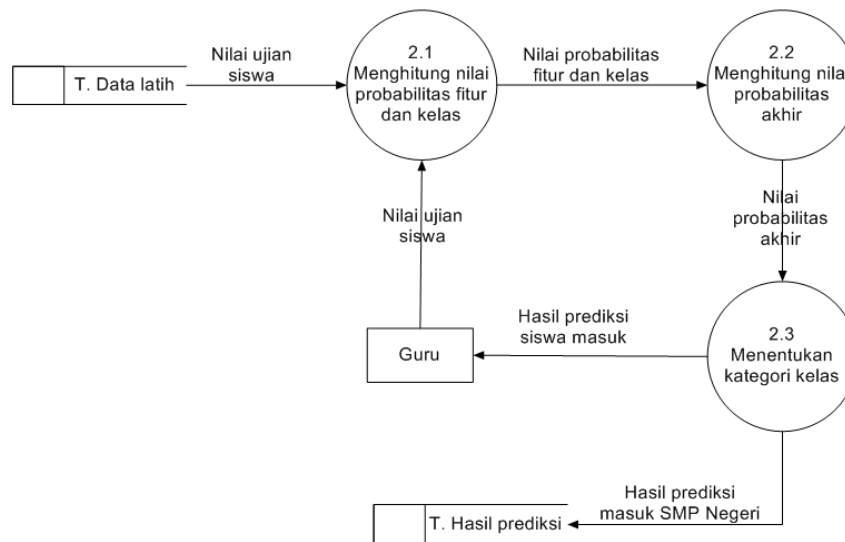 Nilai ujian
siswa
T. Data latih
2.1
Menghitung nilai
probabilitas fitur
dan kelas
Nilai probabilitas
fitur dan kelas
2.2
Menghitung nilai
probabilitas
akhir
Nilai ujian
siswa
Nilai
probabilitas
akhir
Hasil prediksi
siswa masuk
Guru
2.3
Menentukan
kategori kelas
Hasil prediksi
masuk SMP Negeri
T. Hasil prediksi